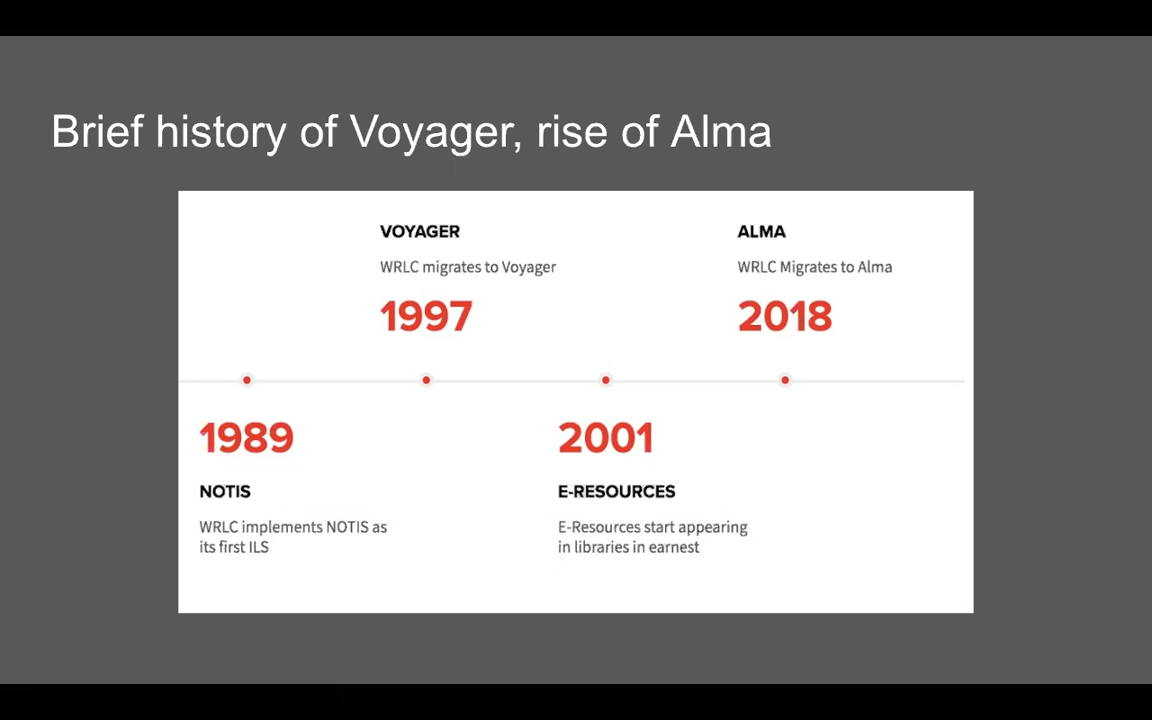 Brief history of Voyager, rise of Alma
VOYAGER
WRLC migrates to Voyager
1997
ALMA
WRLC Migrates to Alma
2018
1989
NOTIS
WRLC implements NOTIS as
its first ILS
2001
E-RESOURCES
E-Resources start appearing
in libraries in earnest